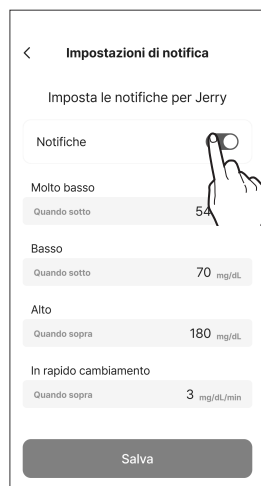 Impostazioni di notifica
Imposta le notifiche per Jerry
Notifiche
Molto basso
Quando sotto 54
Basso
Quando sotto 70 mg/dL
Alto
Quando sopra 180 mg/dL
In rapido cambiamento
Quando sopra 3 mg/dL/min
Salva